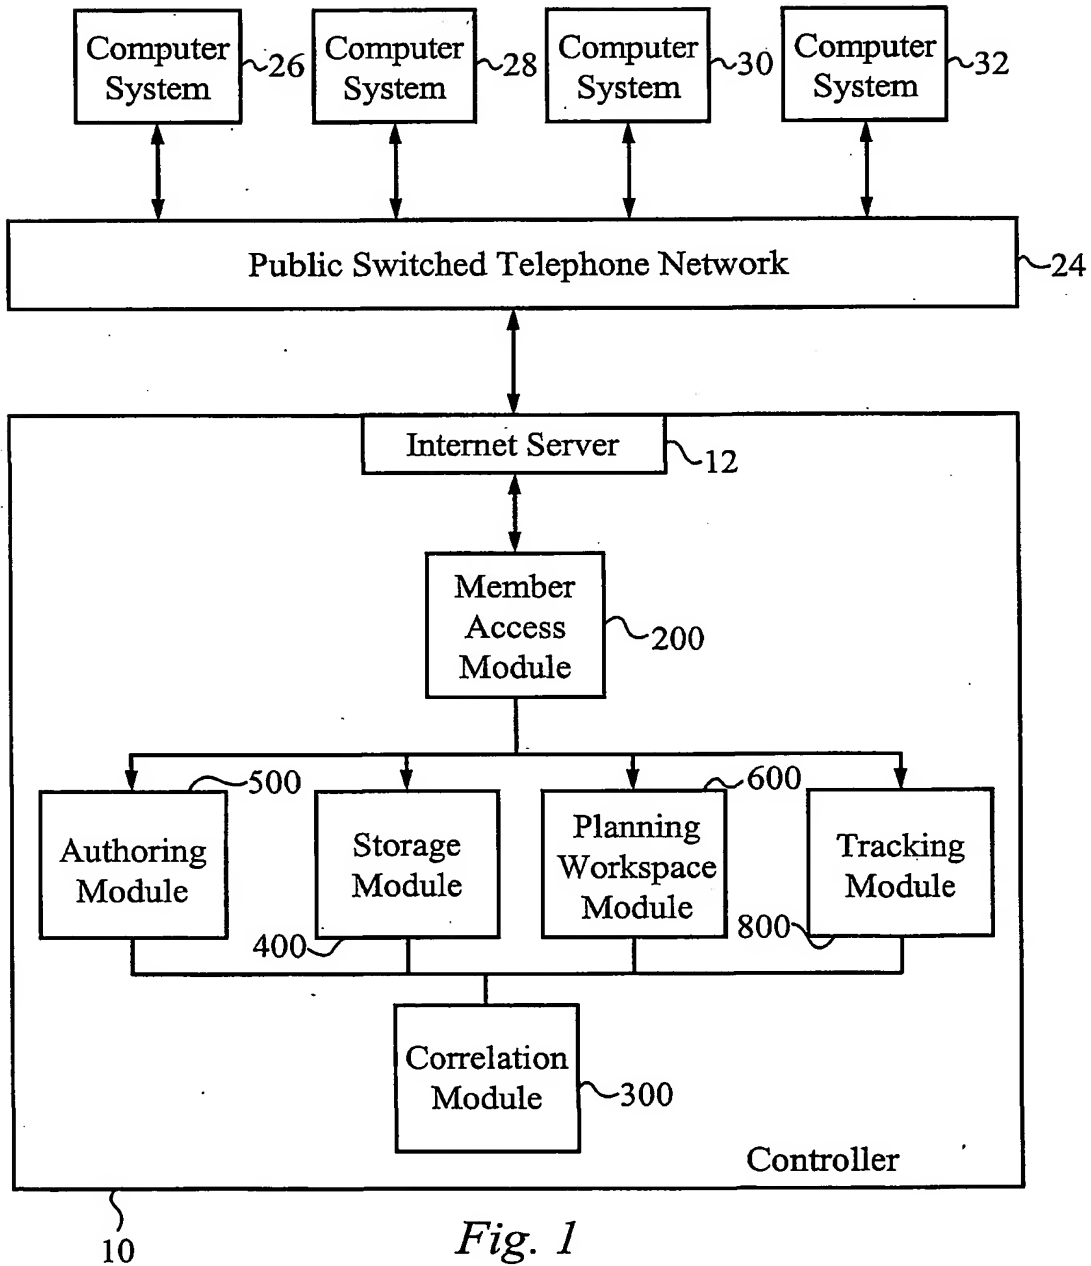 Computer
System
26
Computer
System
28
Computer
System
30
Computer
System
32
Public Switched Telephone Network
24
Internet Server
12
Member
Access
Module
200
500
Authoring
Module
Storage
Module
400
600
Planning
Workspace
Module
Tracking
Module
800
Correlation
Module
300
Controller
10
Fig. 1